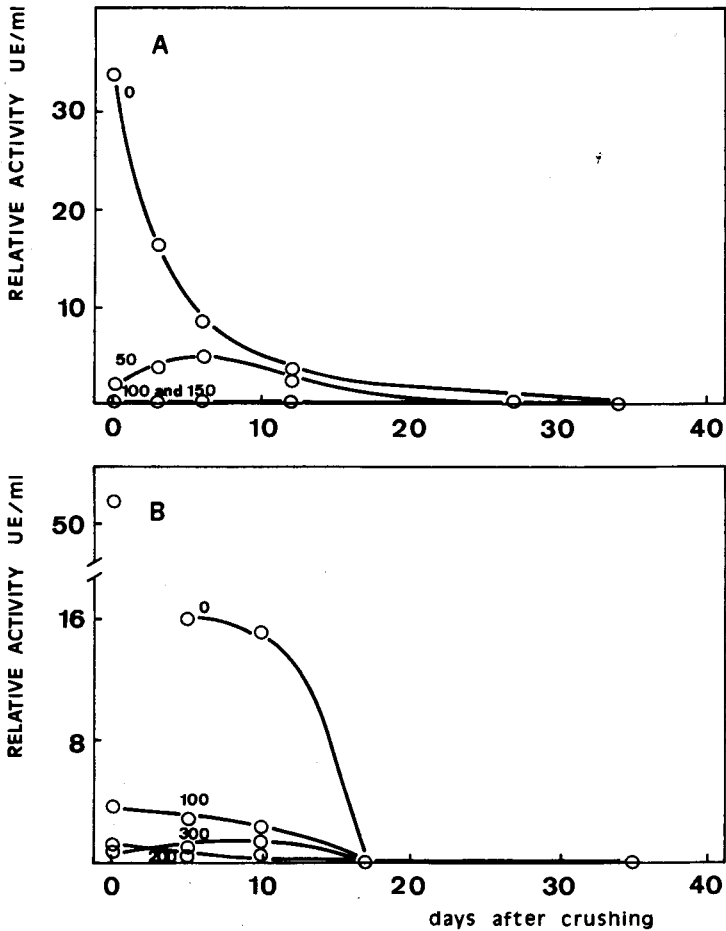 RELATIVE ACTIVITY UE/ml
A
0
30
20
10
50
100 and 150
0 10 20 30 40
RELATIVE ACTIVITY UE/ml
B
50
0
16
8
100
300
200
0 10 20 30 40
days after crushing